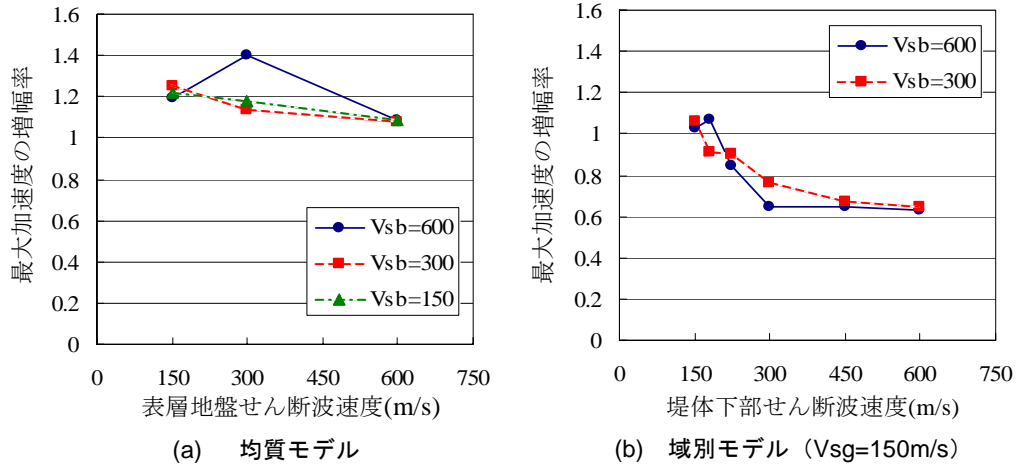 最大加速度の増幅率
1.6
1.4
1.2
1
0.8
0.6
0.4
0.2
0
Vsb=600
Vsb=300
Vsb=150
0 150 300 450 600 750
表層地盤せん断波速度(m/s)
(a) 均質モデル
最大加速度の増幅率
1.6
1.4
1.2
1
0.8
0.6
0.4
0.2
0
Vsb=600
Vsb=300
0 150 300 450 600 750
堤体下部せん断波速度(m/s)
(b) 域別モデル（Vsg=150m/s）